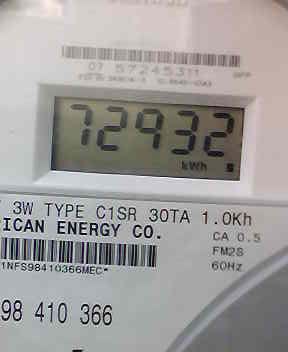 07 57245311
72932
kWh
3W TYPE C1SR 30TA 1.0Kh
ICAN ENERGY CO. CA 0.5
FM2S
1NFS98410366MEC* 60Hz
98 410 366